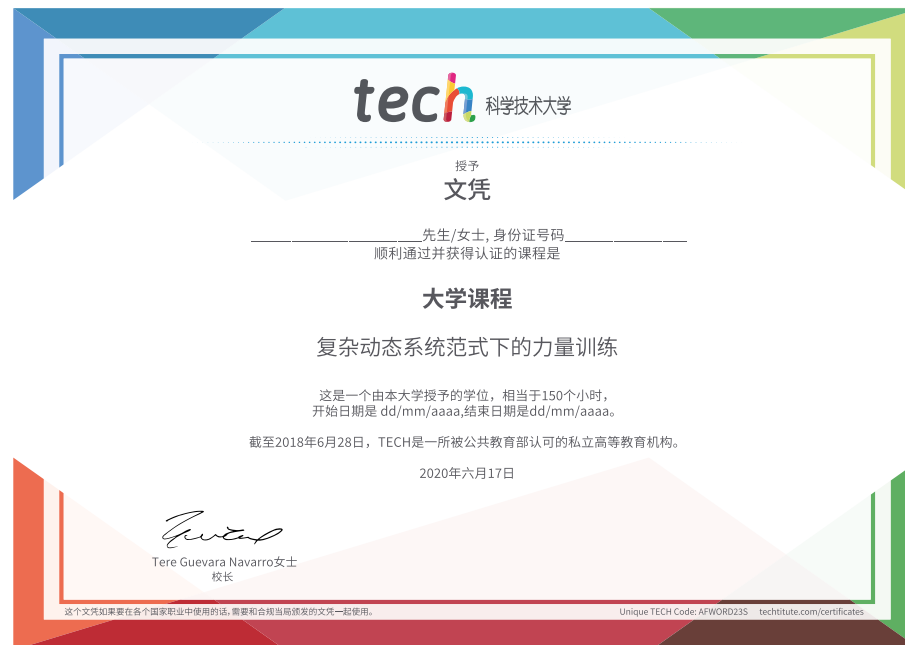 tech 科学技术大学
授予
文凭
先生/女士, 身份证号码
顺利通过并获得认证的课程是
大学课程
复杂动态系统范式下的力量训练
这是一个由本大学授予的学位，相当于150个小时，
开始日期是 dd/mm/aaaa,结束日期是dd/mm/aaaa。
截至2018年6月28日，TECH是一所被公共教育部认可的私立高等教育机构。
2020年六月17日
Tere Guevara Navarro女士
校长
这个文凭如果要在各个国家职业中使用的话，需要和合规当局颁发的文凭一起使用。
Unique TECH Code: AFWORD23S techtitute.com/certificates